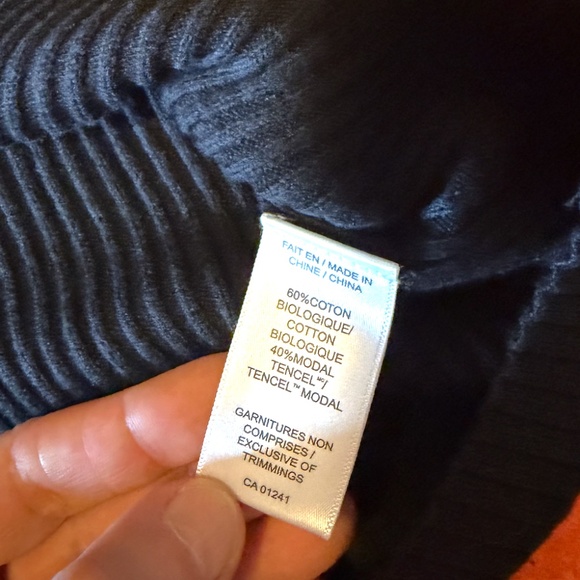 FAIT EN / MADE IN
CHINE / CHINA
60%COTON
BIOLOGIQUE/
COTTON
BIOLOGIQUE
40%MODAL
TENCEL™/
TENCEL™ MODAL
GARNITURES NON
COMPRISES /
EXCLUSIVE OF
TRIMMINGS
CA 01241